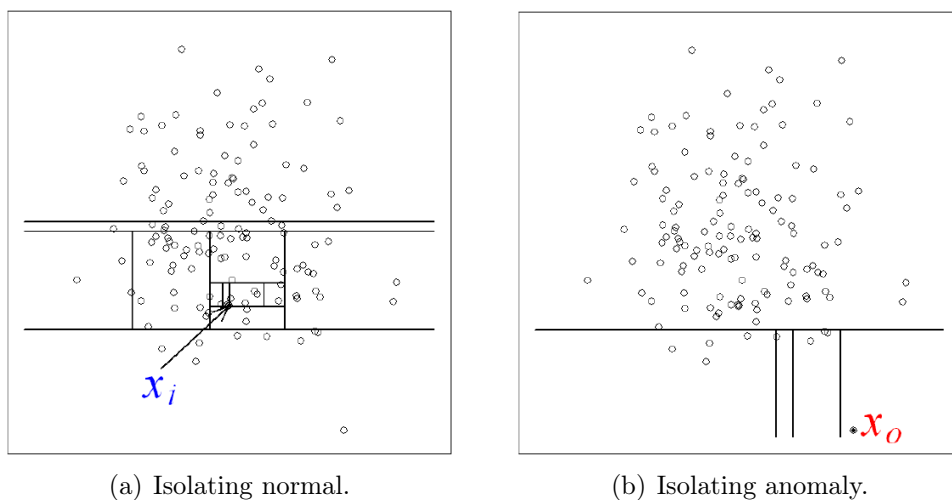 x_i
x_o
(a) Isolating normal.
(b) Isolating anomaly.